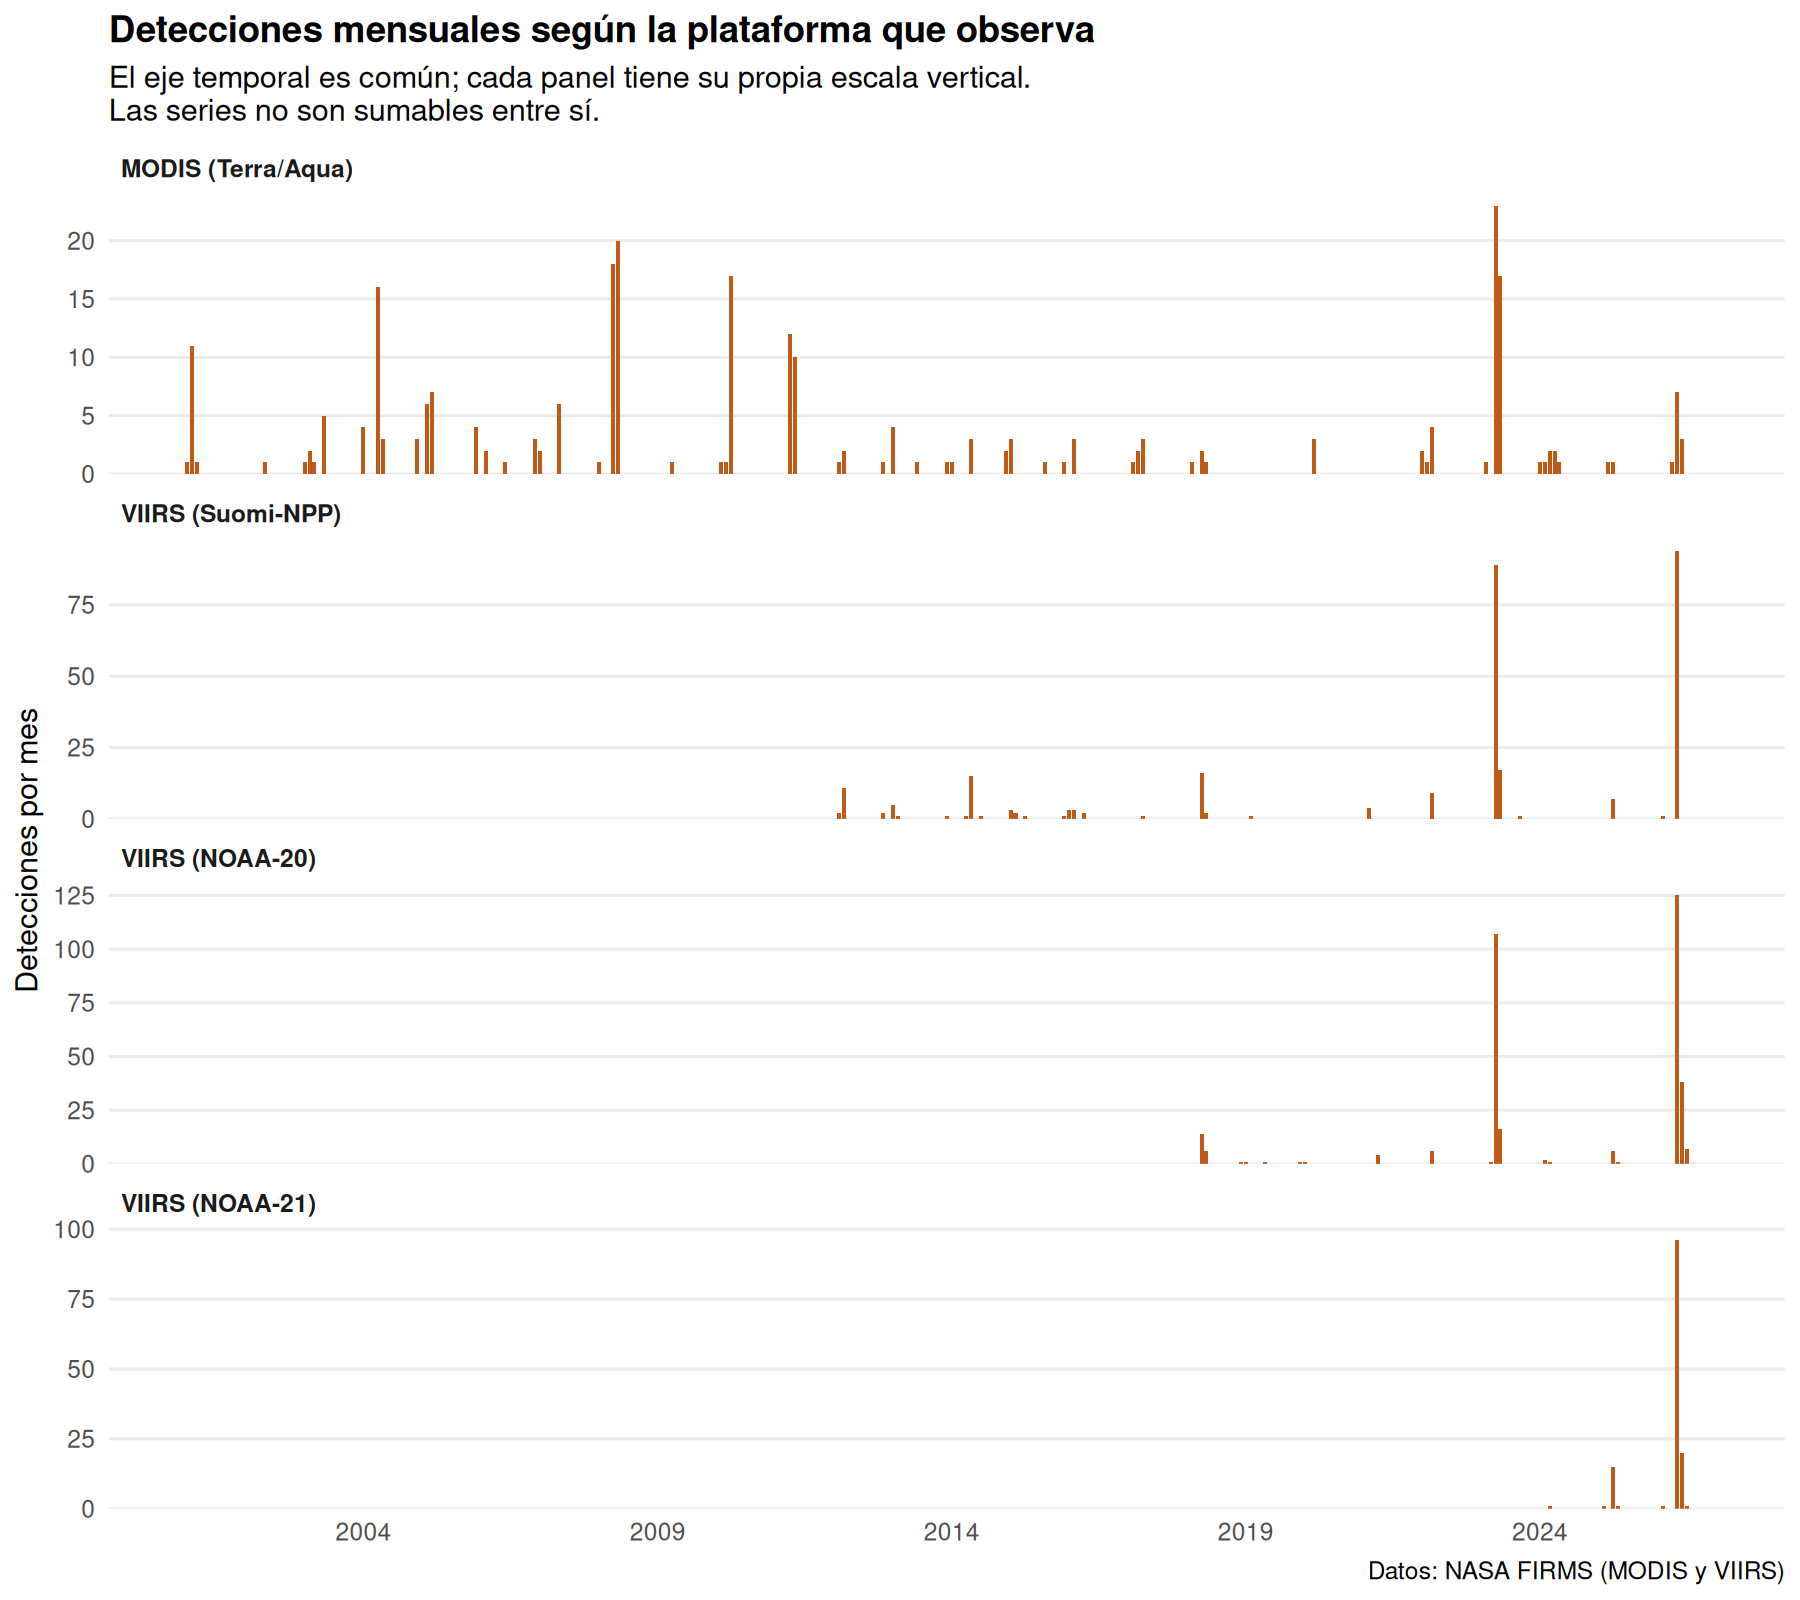 Detecciones mensuales según la plataforma que observa
El eje temporal es común; cada panel tiene su propia escala vertical.
Las series no son sumables entre sí.
MODIS (Terra/Aqua)
20
15
10
5
0
VIIRS (Suomi-NPP)
75
50
25
0
Detecciones por mes
VIIRS (NOAA-20)
125
100
75
50
25
0
VIIRS (NOAA-21)
100
75
50
25
0
2004 2009 2014 2019 2024
Datos: NASA FIRMS (MODIS y VIIRS)